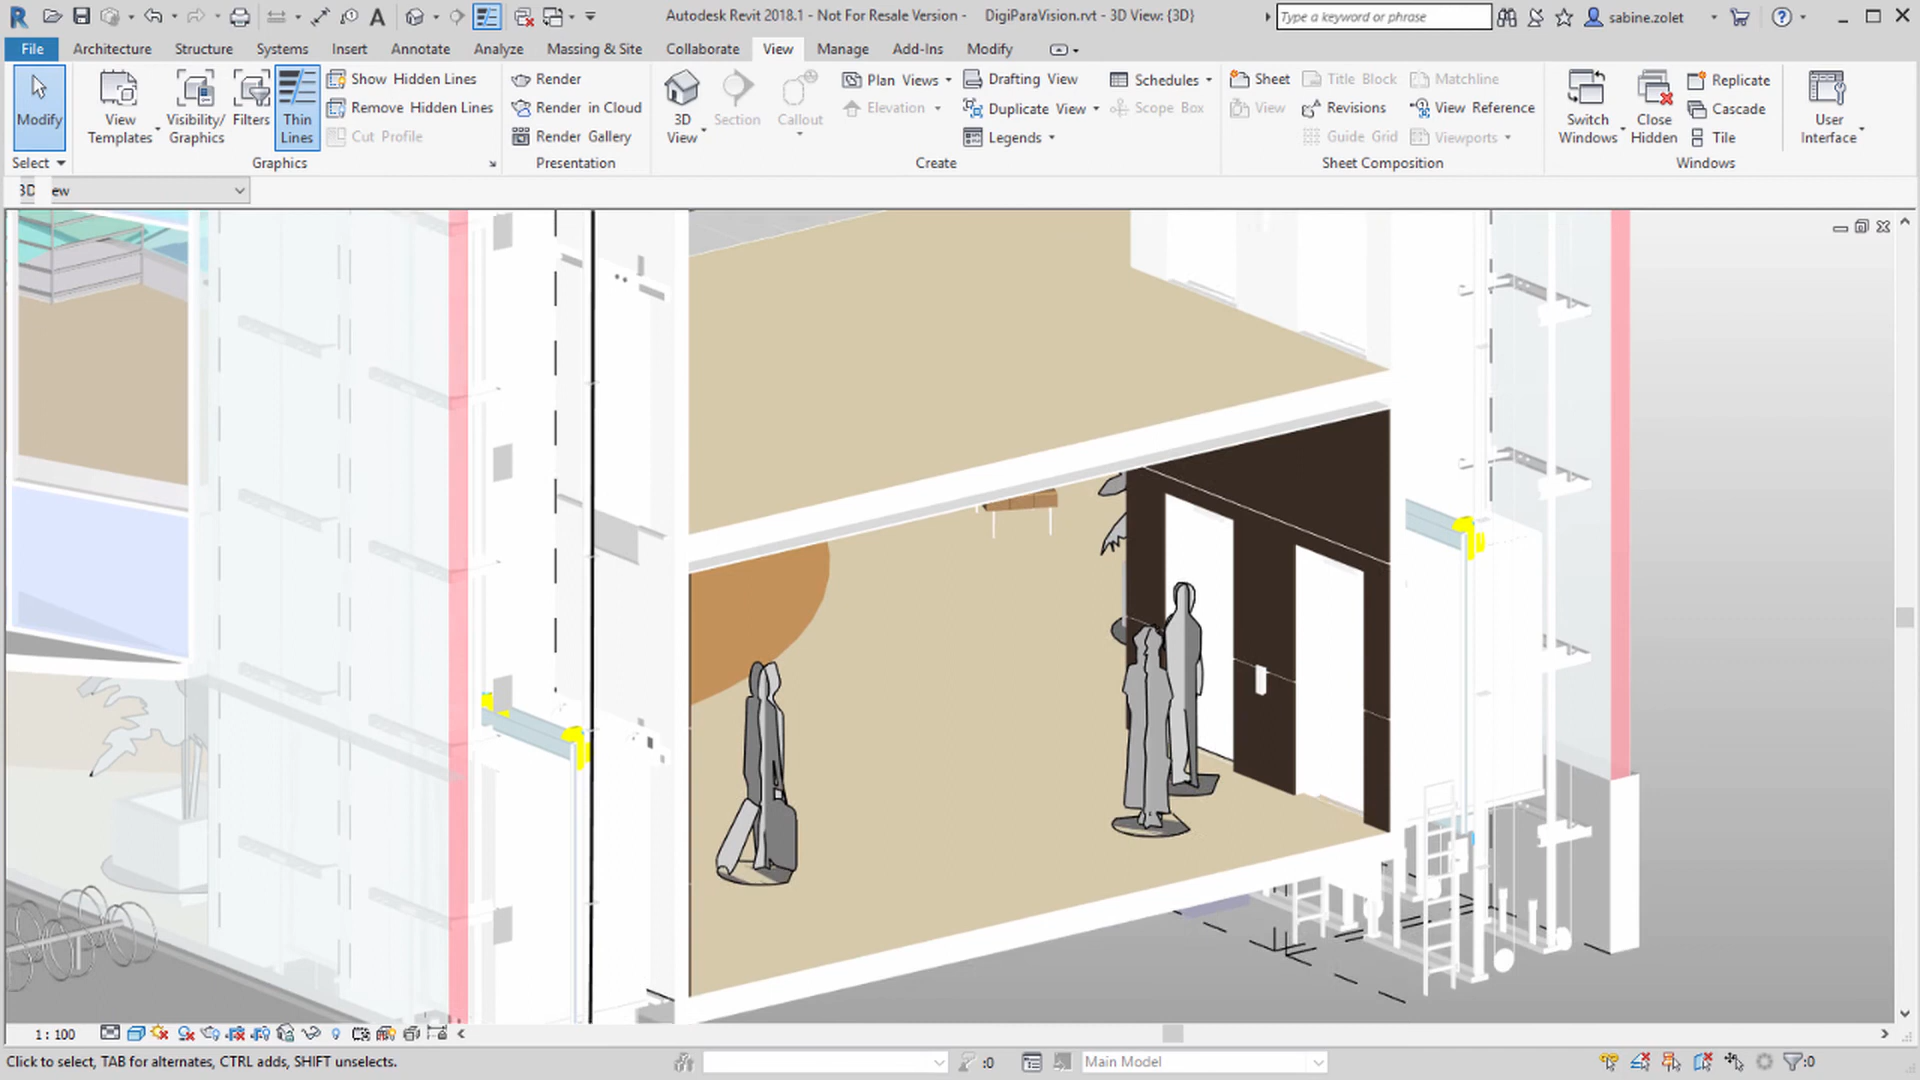 Autodesk Revit 2018.1 - Not For Resale Version - DigiParaVision.rvt - 3D View: {3D}
Type a keyword or phrase
sabine.zolet
File Architecture Structure Systems Insert Annotate Analyze Massing & Site Collaborate View Manage Add-Ins Modify
Modify
View Templates
Visibility/ Graphics
Filters
Thin Lines
Show Hidden Lines
Remove Hidden Lines
Cut Profile
Render
Render in Cloud
Render Gallery
3D View
Section
Callout
Plan Views
Elevation
Drafting View
Duplicate View
Legends
Schedules
Scope Box
Sheet
View
Title Block
Revisions
Guide Grid
Matchline
View Reference
Viewports
Switch Windows
Close Hidden
Replicate
Cascade
Tile
User Interface
Select Graphics Presentation Create Sheet Composition Windows
1 : 100
Click to select, TAB for alternates, CTRL adds, SHIFT unselects.
:0
Main Model
:0